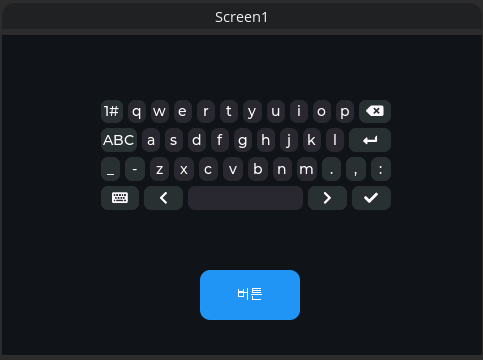 Screen1
1# q w e r t y u i o p
ABC a s d f g h j k l
_ - z x c v b n m . , :
버튼